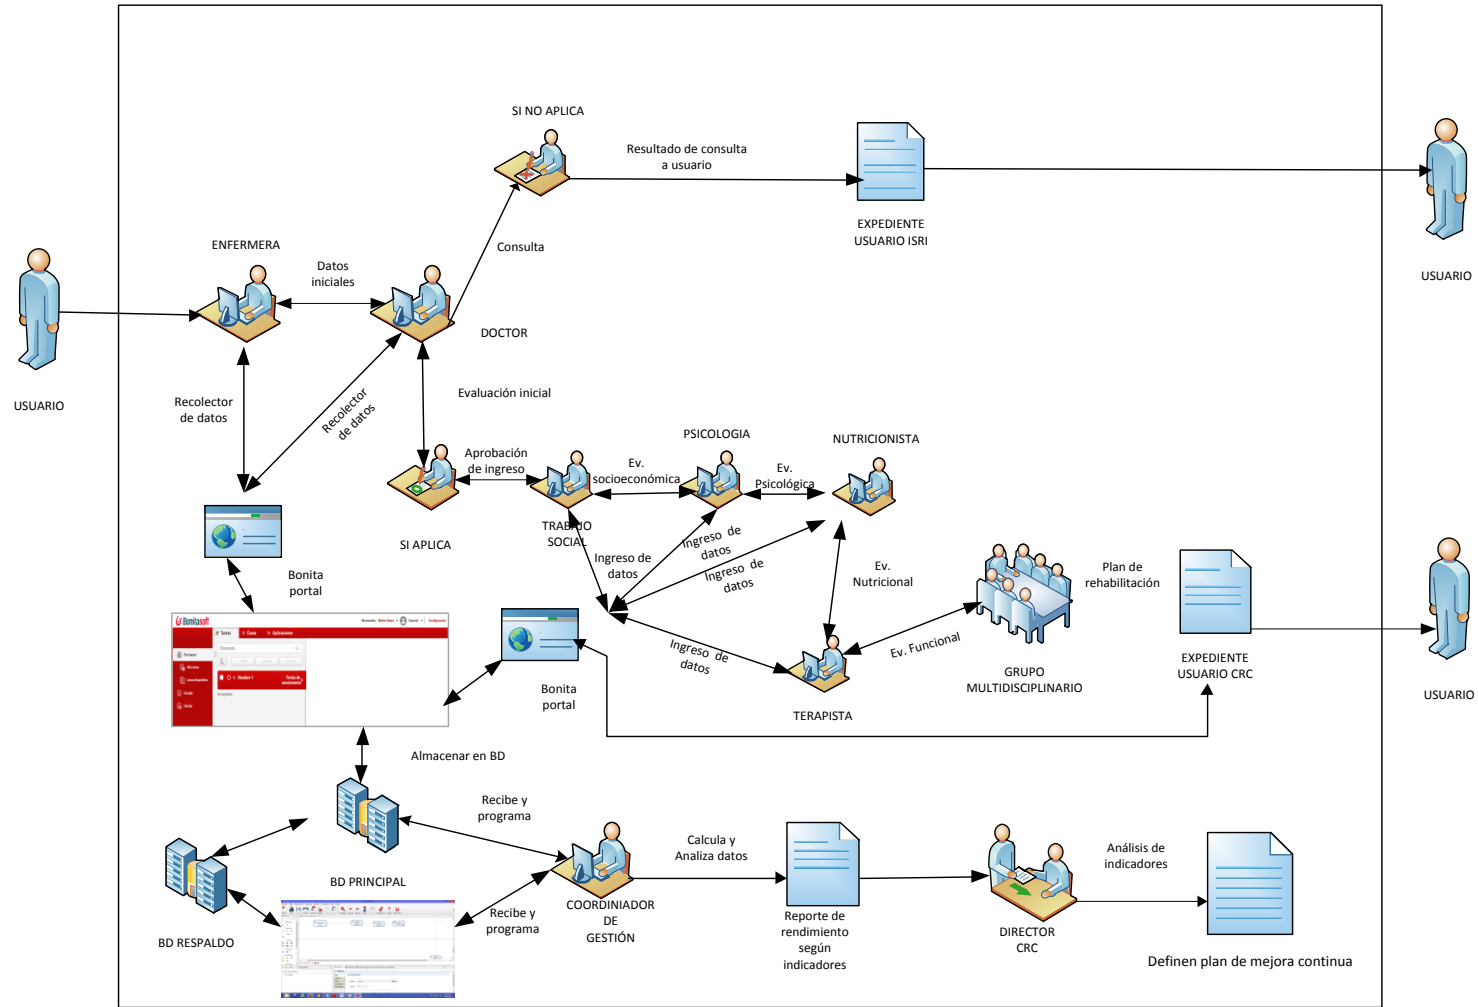 SI NO APLICA
Resultado de consulta
a usuario
EXPEDIENTE
USUARIO ISRI
USUARIO
ENFERMERA
Datos
iniciales
Consulta
DOCTOR
USUARIO
Recolector
de datos
Recolector
de datos
Evaluación inicial
SI APLICA
Aprobación
de ingreso
TRABAJO
SOCIAL
Ev.
socioeconómica
PSICOLOGIA
Ev.
Psicológica
NUTRICIONISTA
Ingreso de
datos
Ingreso de
datos
Ingreso de
datos
Ingreso de
datos
Ev.
Nutricional
Plan de
rehabilitación
Ev. Funcional
GRUPO
MULTIDISCIPLINARIO
TERAPISTA
EXPEDIENTE
USUARIO CRC
USUARIO
Bonita
portal
Bonitasoft
Bonita
portal
Almacenar en BD
BD PRINCIPAL
BD RESPALDO
Recibe y
programa
Recibe y
programa
COORDINIADOR
DE
GESTIÓN
Calcula y
Analiza datos
Reporte de
rendimiento
según
indicadores
DIRECTOR
CRC
Análisis de
indicadores
Definen plan de mejora continua